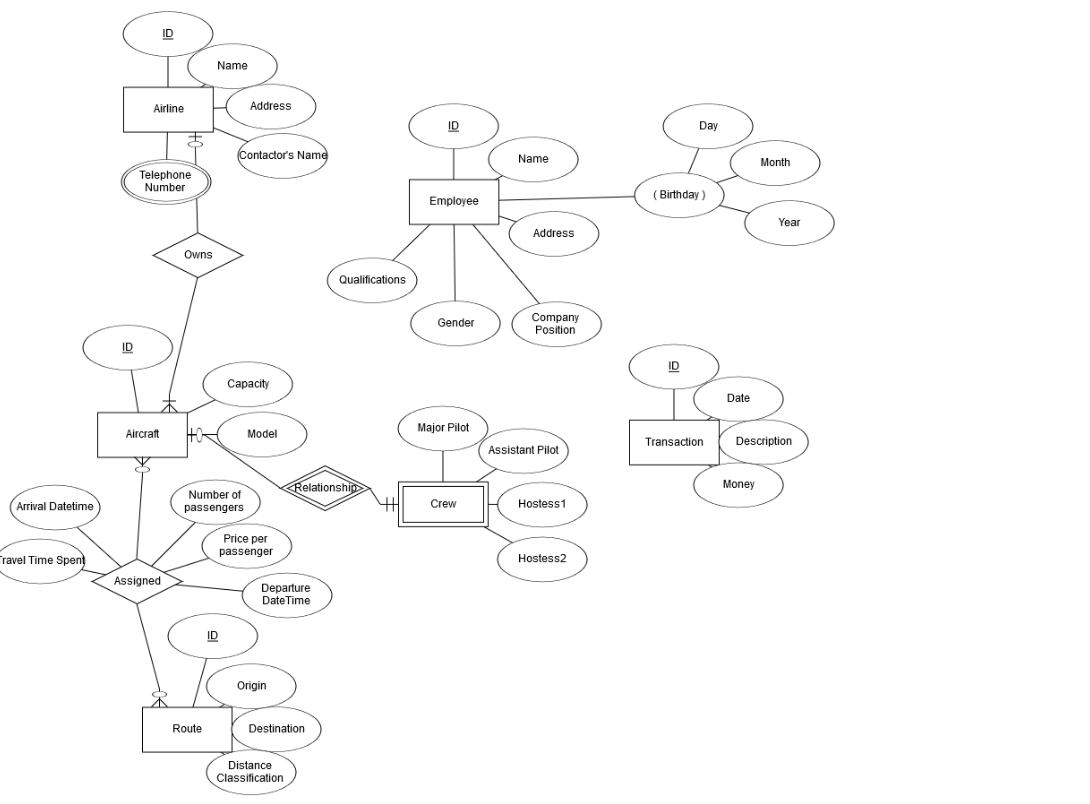 ID
Name
Airline
Address
Contactor's Name
Telephone
Number
Owns
ID
Name
Employee
Address
Qualifications
Gender
Company
Position
Day
Month
( Birthday )
Year
ID
Capacity
Aircraft
Model
Relationship
Major Pilot
Assistant Pilot
Crew
Hostess1
Hostess2
ID
Date
Transaction
Description
Money
Arrival Datetime
Number of
passengers
Travel Time Spent
Price per
passenger
Assigned
Departure
DateTime
ID
Origin
Route
Destination
Distance
Classification